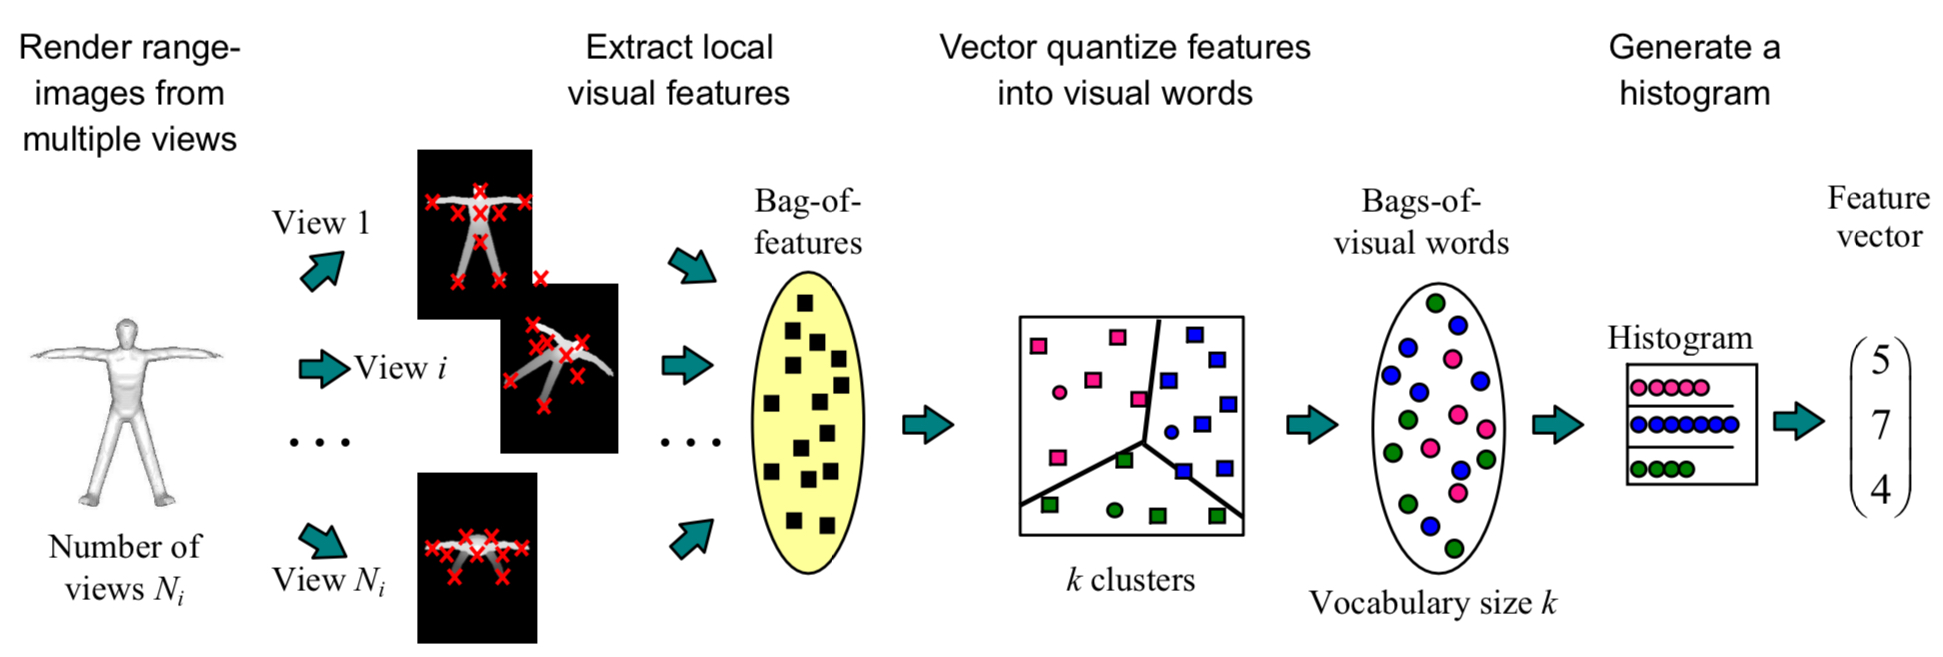 Render range-
images from
multiple views
Extract local
visual features
Vector quantize features
into visual words
Generate a
histogram
View 1
View i
. . .
View Nᵢ
Number of
views Nᵢ
. . .
Bag-of-
features
k clusters
Bags-of-
visual words
Vocabulary size k
Histogram
Feature
vector
5
7
4